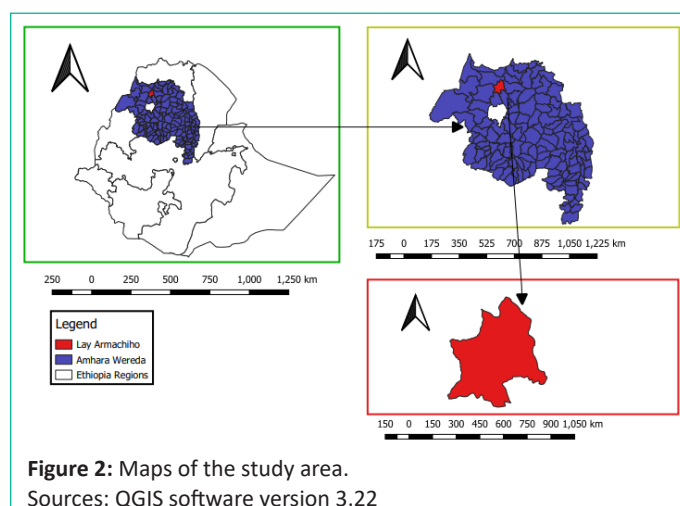 250 0 250 500 750 1,000 1,250 km
Legend
Lay Armachiho
Amhara Wereda
Ethiopia Regions
175 0 175 350 525 700 875 1,050 1,225 km
150 0 150 300 450 600 750 900 1,050 km
Figure 2: Maps of the study area.
Sources: QGIS software version 3.22